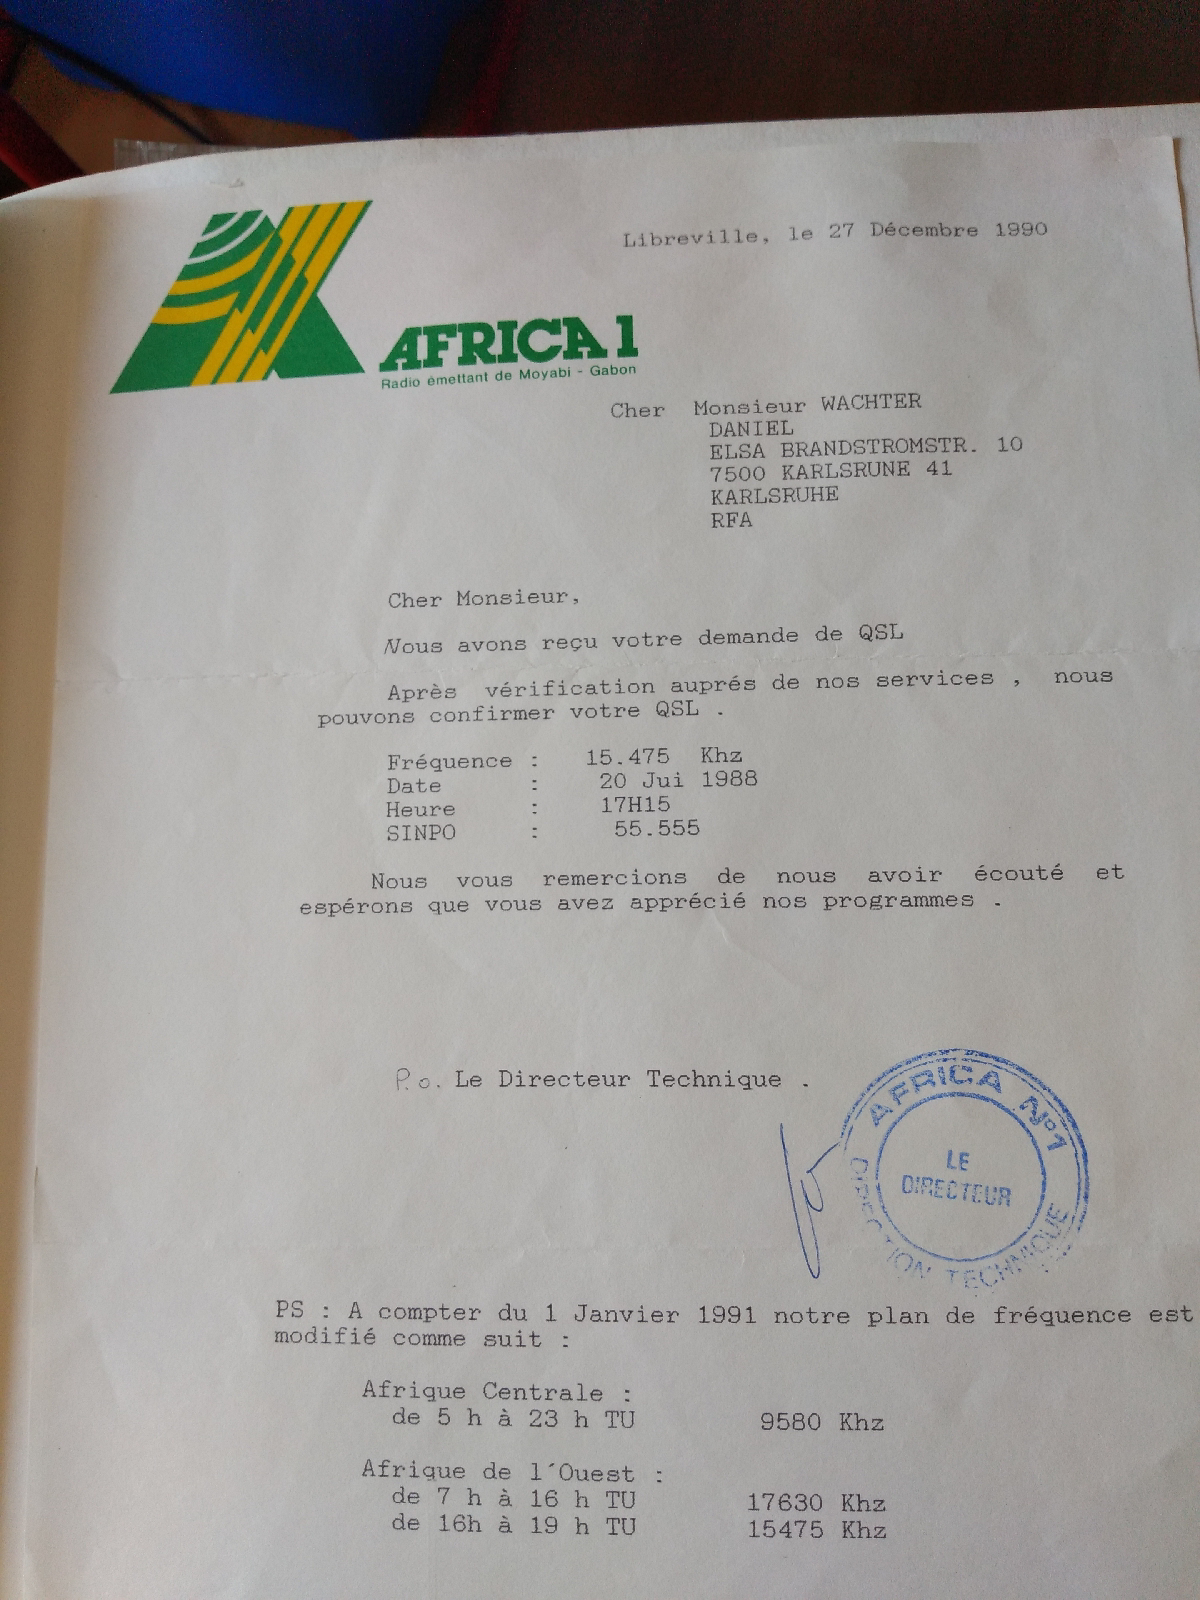 Libreville, le 27 Décembre 1990
AFRICA 1
Radio émettant de Moyabi - Gabon
Cher Monsieur WACHTER
DANIEL
ELSA BRANDSTROMSTR. 10
7500 KARLSRUNE 41
KARLSRUHE
RFA
Cher Monsieur,
Nous avons reçu votre demande de QSL
Après vérification auprés de nos services , nous
pouvons confirmer votre QSL .
Fréquence : 15.475 Khz
Date : 20 Jui 1988
Heure : 17H15
SINPO : 55.555
Nous vous remercions de nous avoir écouté et
espérons que vous avez apprécié nos programmes .
P.o. Le Directeur Technique .
AFRICA N°1
LE
DIRECTEUR
DIRECTION TECHNIQUE
PS : A compter du 1 Janvier 1991 notre plan de fréquence est
modifié comme suit :
Afrique Centrale :
de 5 h à 23 h TU 9580 Khz
Afrique de l'Ouest :
de 7 h à 16 h TU 17630 Khz
de 16h à 19 h TU 15475 Khz